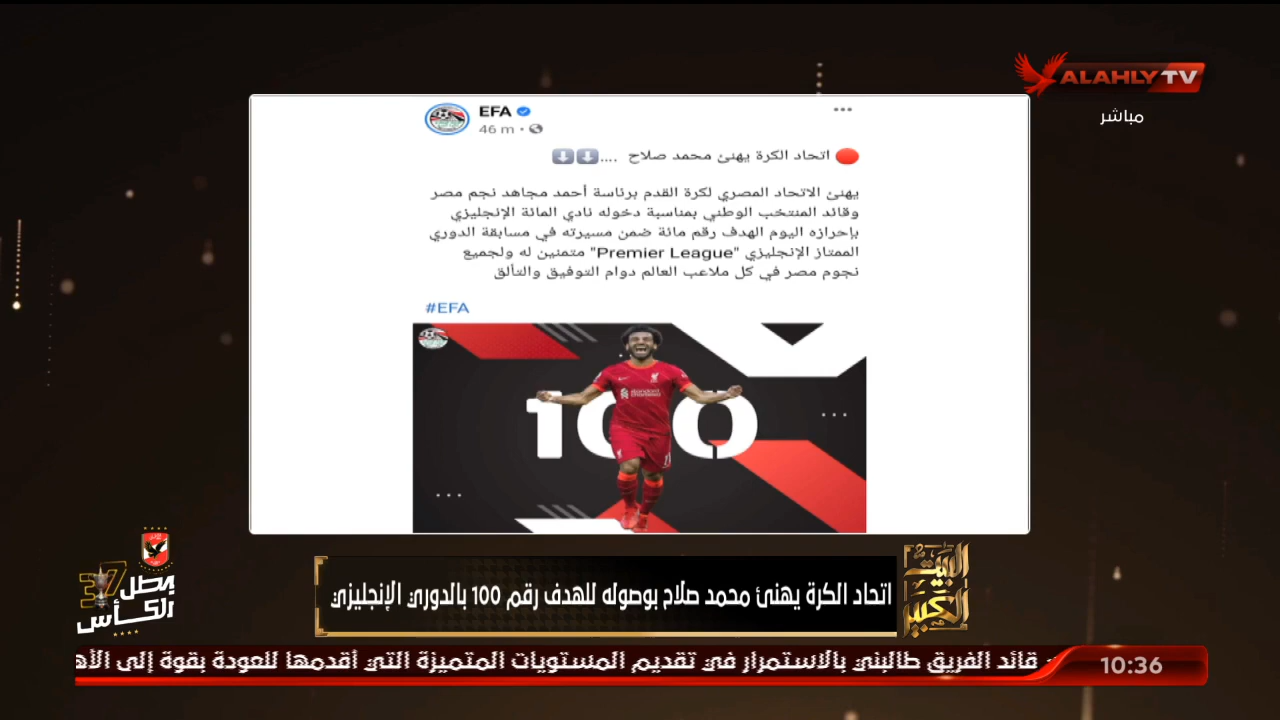 ALAHLY TV
مباشر
EFA
46 m
اتحاد الكرة يهنئ محمد صلاح ....
يهنئ الاتحاد المصري لكرة القدم برئاسة أحمد مجاهد نجم مصر
وقائد المنتخب الوطني بمناسبة دخوله نادي المائة الإنجليزي
بإحرازه اليوم الهدف رقم مائة ضمن مسيرته في مسابقة الدوري
الممتاز الإنجليزي "Premier League" متمنين له ولجميع
نجوم مصر في كل ملاعب العالم دوام التوفيق والتألق
#EFA
100
البيت الكبير
اتحاد الكرة يهنئ محمد صلاح بوصوله للهدف رقم 100 بالدوري الإنجليزي
37 بطل
الكأس
قائد الفريق طالبني بالاستمرار في تقديم المستويات المتميزة التي أقدمها للعودة بقوة إلى
10:36